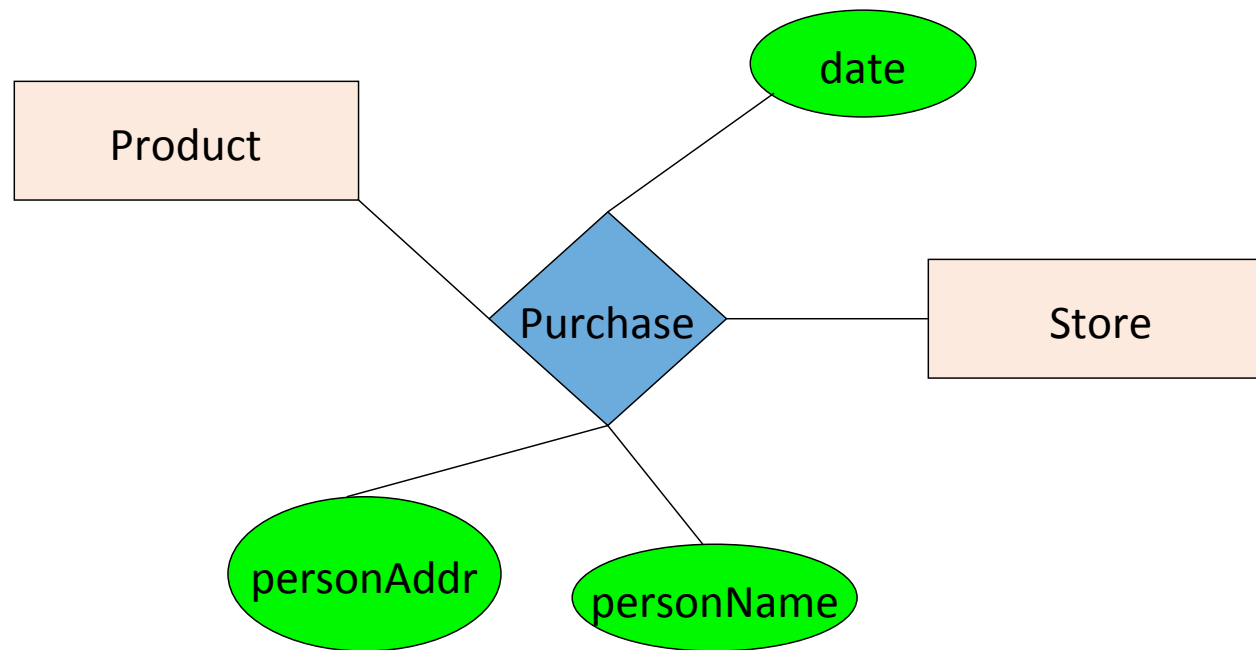 date
Product
Purchase
Store
personAddr
personName